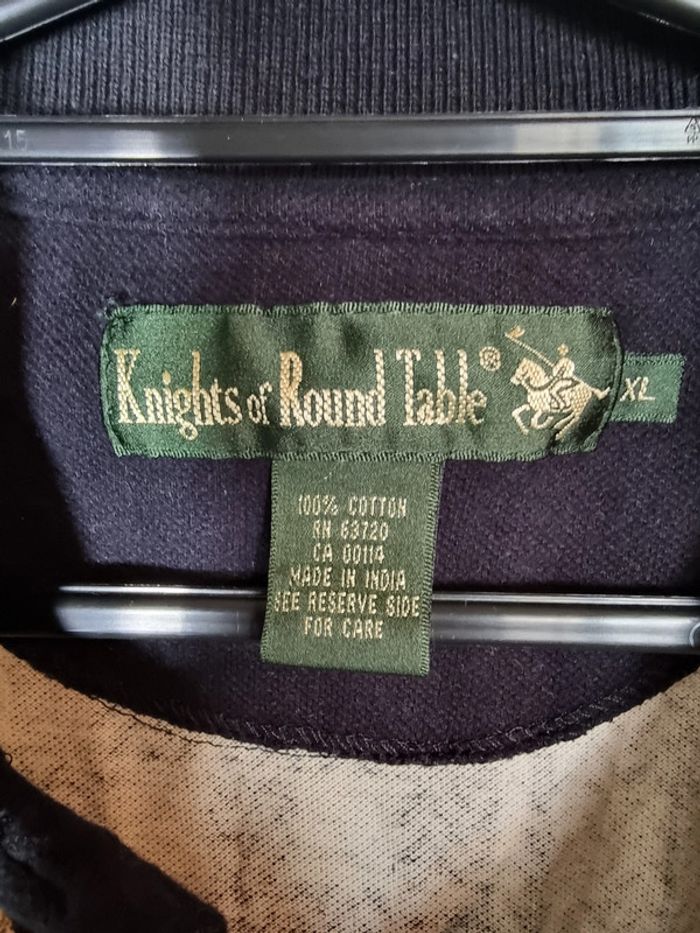 15
Knights of Round Table®
XL
100% COTTON
RN 63720
CA 00114
MADE IN INDIA
SEE RESERVE SIDE
FOR CARE